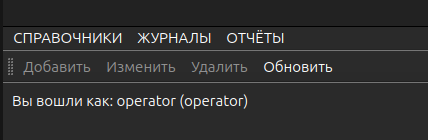 СПРАВОЧНИКИ ЖУРНАЛЫ ОТЧЁТЫ
Добавить Изменить Удалить Обновить
Вы вошли как: operator (operator)